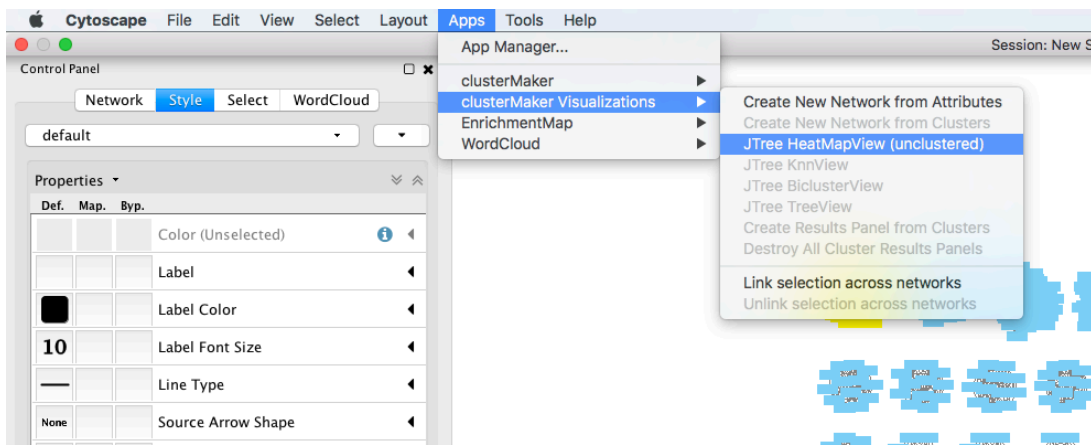 Cytoscape File Edit View Select Layout Apps Tools Help
Session: New S
Control Panel
Network Style Select WordCloud
default
Properties
Def. Map. Byp.
Color (Unselected)
Label
Label Color
10 Label Font Size
Line Type
None Source Arrow Shape
App Manager...
clusterMaker
clusterMaker Visualizations
EnrichmentMap
WordCloud
Create New Network from Attributes
Create New Network from Clusters
JTree HeatMapView (unclustered)
JTree KnnView
JTree BiclusterView
JTree TreeView
Create Results Panel from Clusters
Destroy All Cluster Results Panels
Link selection across networks
Unlink selection across networks